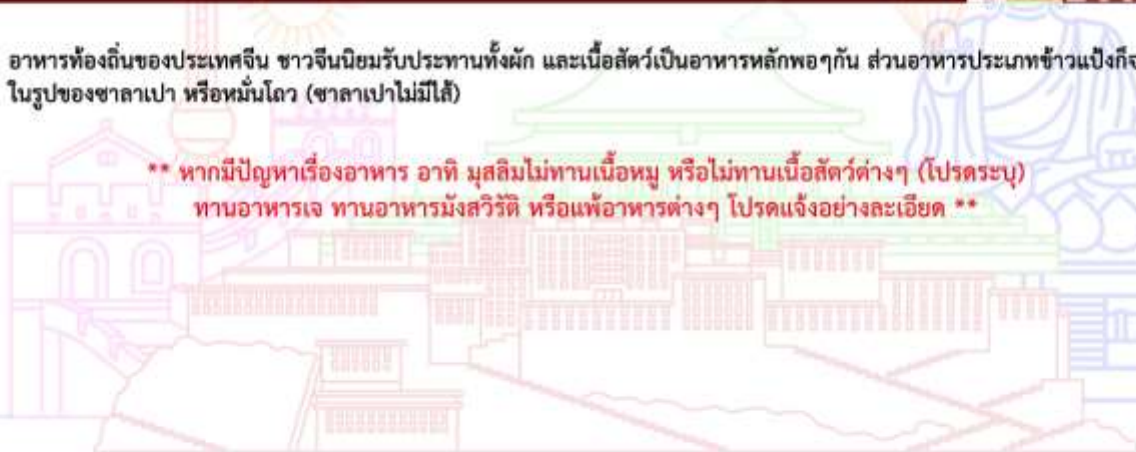 อาหารท้องถิ่นของประเทศจีน ชาวจีนนิยมรับประทานทั้งผัก และเนื้อสัตว์เป็นอาหารหลักพอๆกัน ส่วนอาหารประเภทข้าวแป้งก็จ
ในรูปของซาลาเปา หรือหมั่นโถว (ซาลาเปาไม่มีไส้)
** หากมีปัญหาเรื่องอาหาร อาทิ มุสลิมไม่ทานเนื้อหมู หรือไม่ทานเนื้อสัตว์ต่างๆ (โปรดระบุ)
ทานอาหารเจ ทานอาหารมังสวิรัติ หรือแพ้อาหารต่างๆ โปรดแจ้งอย่างละเอียด **